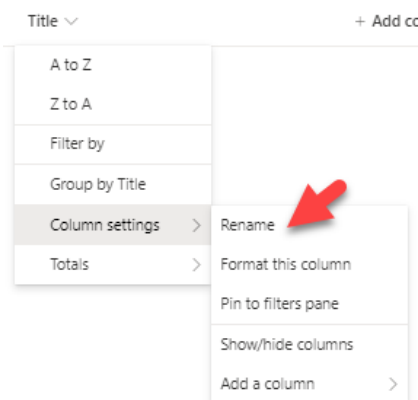 Title
+ Add co
A to Z
Z to A
Filter by
Group by Title
Column settings
Totals
Rename
Format this column
Pin to filters pane
Show/hide columns
Add a column